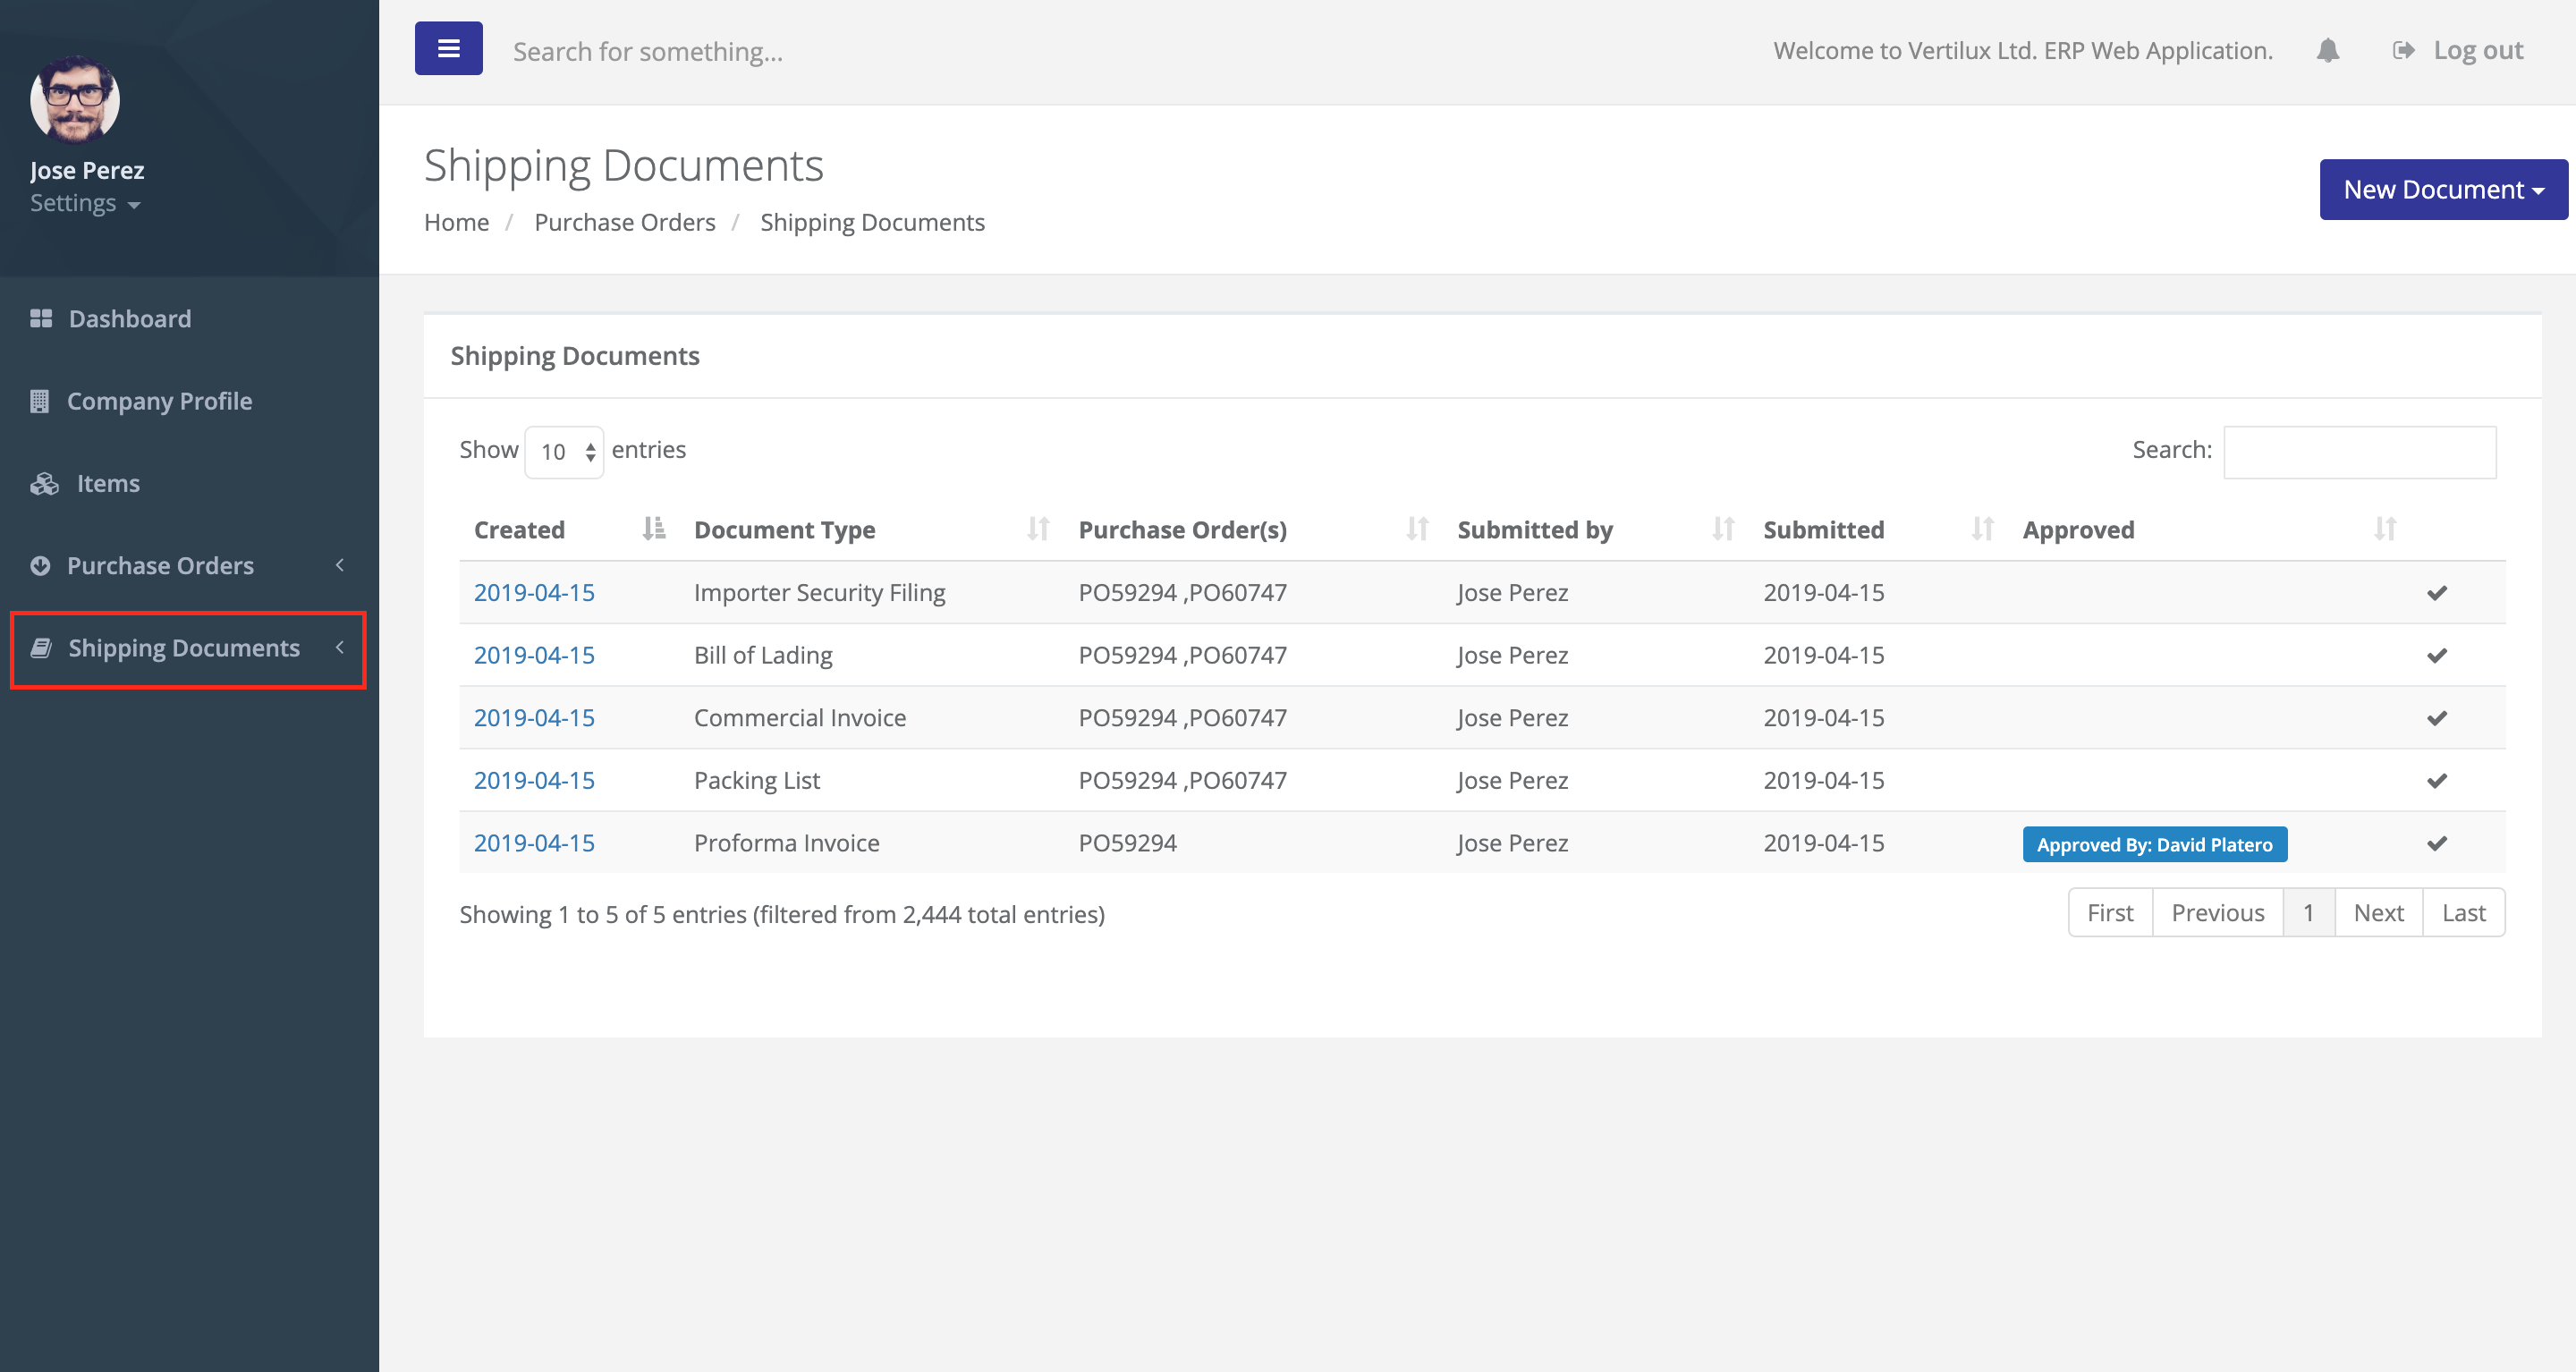 Search for something...
Welcome to Vertilux Ltd. ERP Web Application.
Log out
Jose Perez
Settings
Dashboard
Company Profile
Items
Purchase Orders
Shipping Documents
Shipping Documents
Home / Purchase Orders / Shipping Documents
New Document
Shipping Documents
Show 10 entries
Search:
Created Document Type Purchase Order(s) Submitted by Submitted Approved
2019-04-15 Importer Security Filing PO59294 ,PO60747 Jose Perez 2019-04-15
2019-04-15 Bill of Lading PO59294 ,PO60747 Jose Perez 2019-04-15
2019-04-15 Commercial Invoice PO59294 ,PO60747 Jose Perez 2019-04-15
2019-04-15 Packing List PO59294 ,PO60747 Jose Perez 2019-04-15
2019-04-15 Proforma Invoice PO59294 Jose Perez 2019-04-15 Approved By: David Platero
Showing 1 to 5 of 5 entries (filtered from 2,444 total entries)
First Previous 1 Next Last